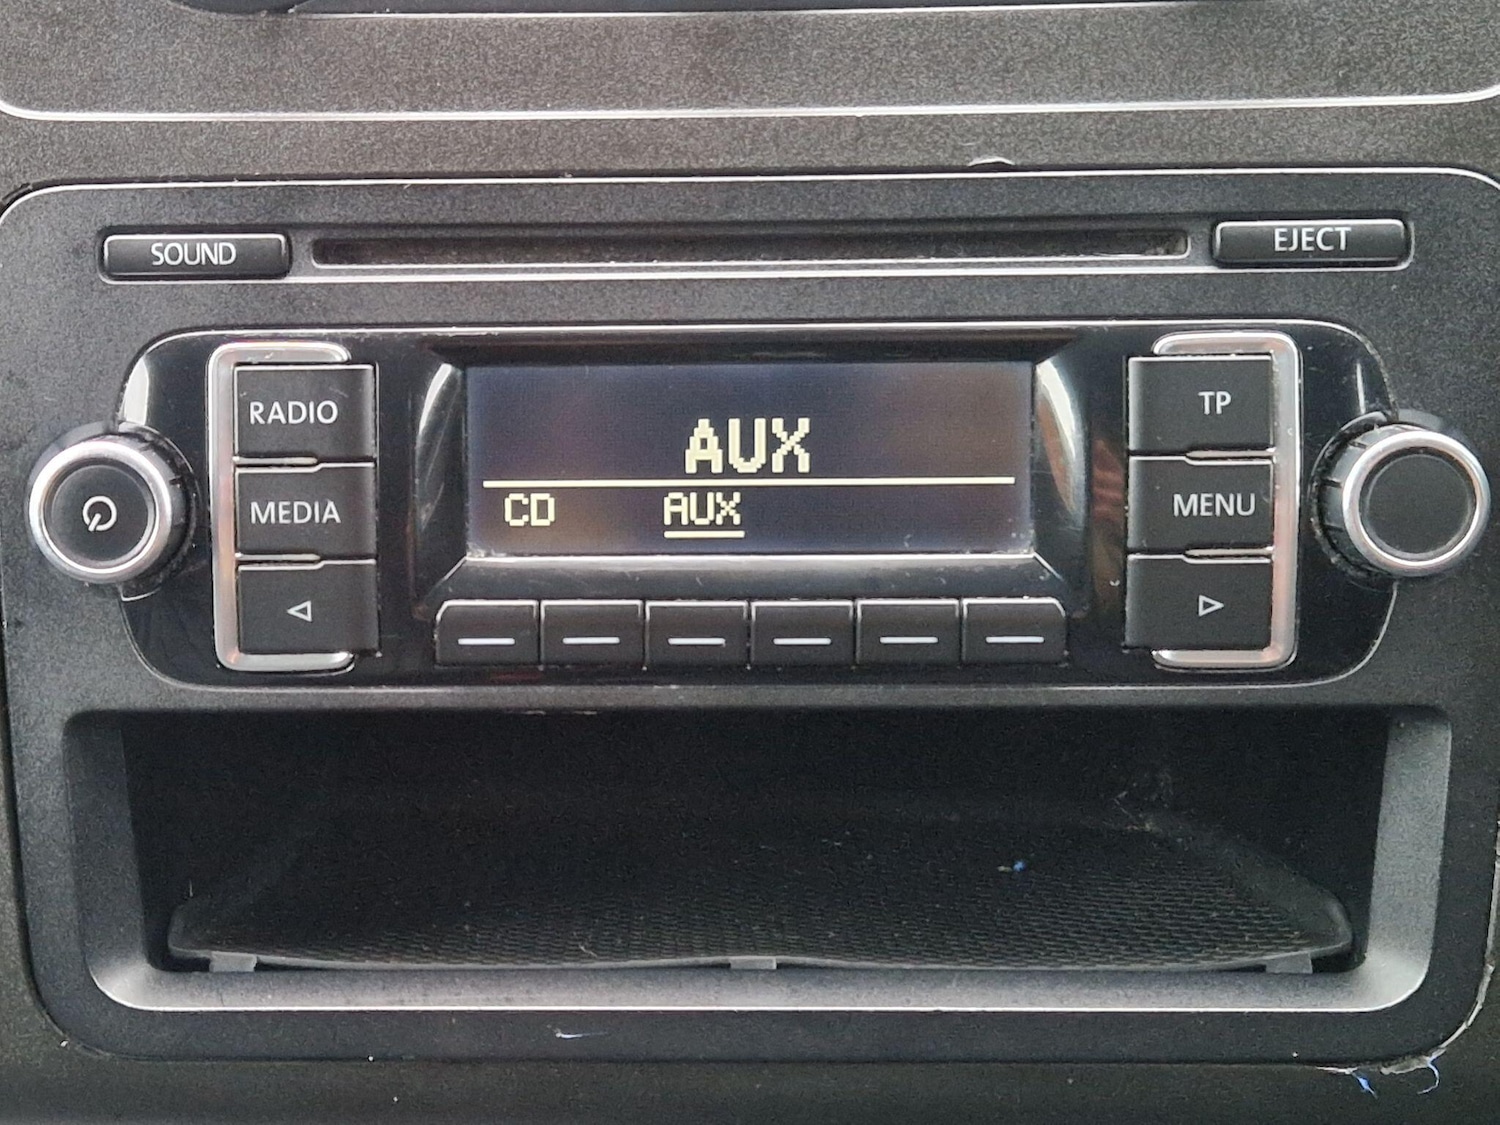 SOUND
EJECT
RADIO
TP
AUX
MEDIA
CD AUX
MENU